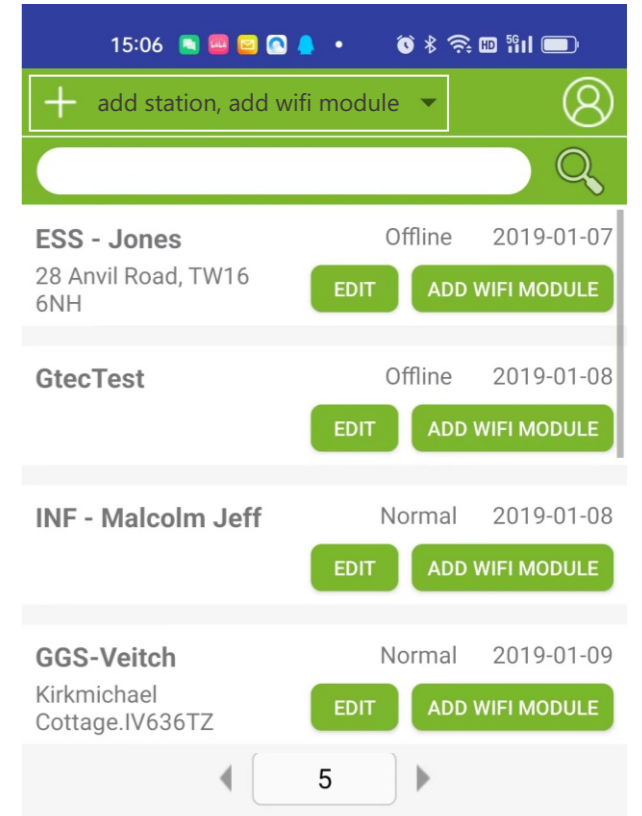 15:06
HD 5G
add station, add wifi module
ESS - Jones Offline 2019-01-07
28 Anvil Road, TW16
6NH
EDIT ADD WIFI MODULE
GtecTest Offline 2019-01-08
EDIT ADD WIFI MODULE
INF - Malcolm Jeff Normal 2019-01-08
EDIT ADD WIFI MODULE
GGS-Veitch Normal 2019-01-09
Kirkmichael
Cottage.IV636TZ
EDIT ADD WIFI MODULE
5